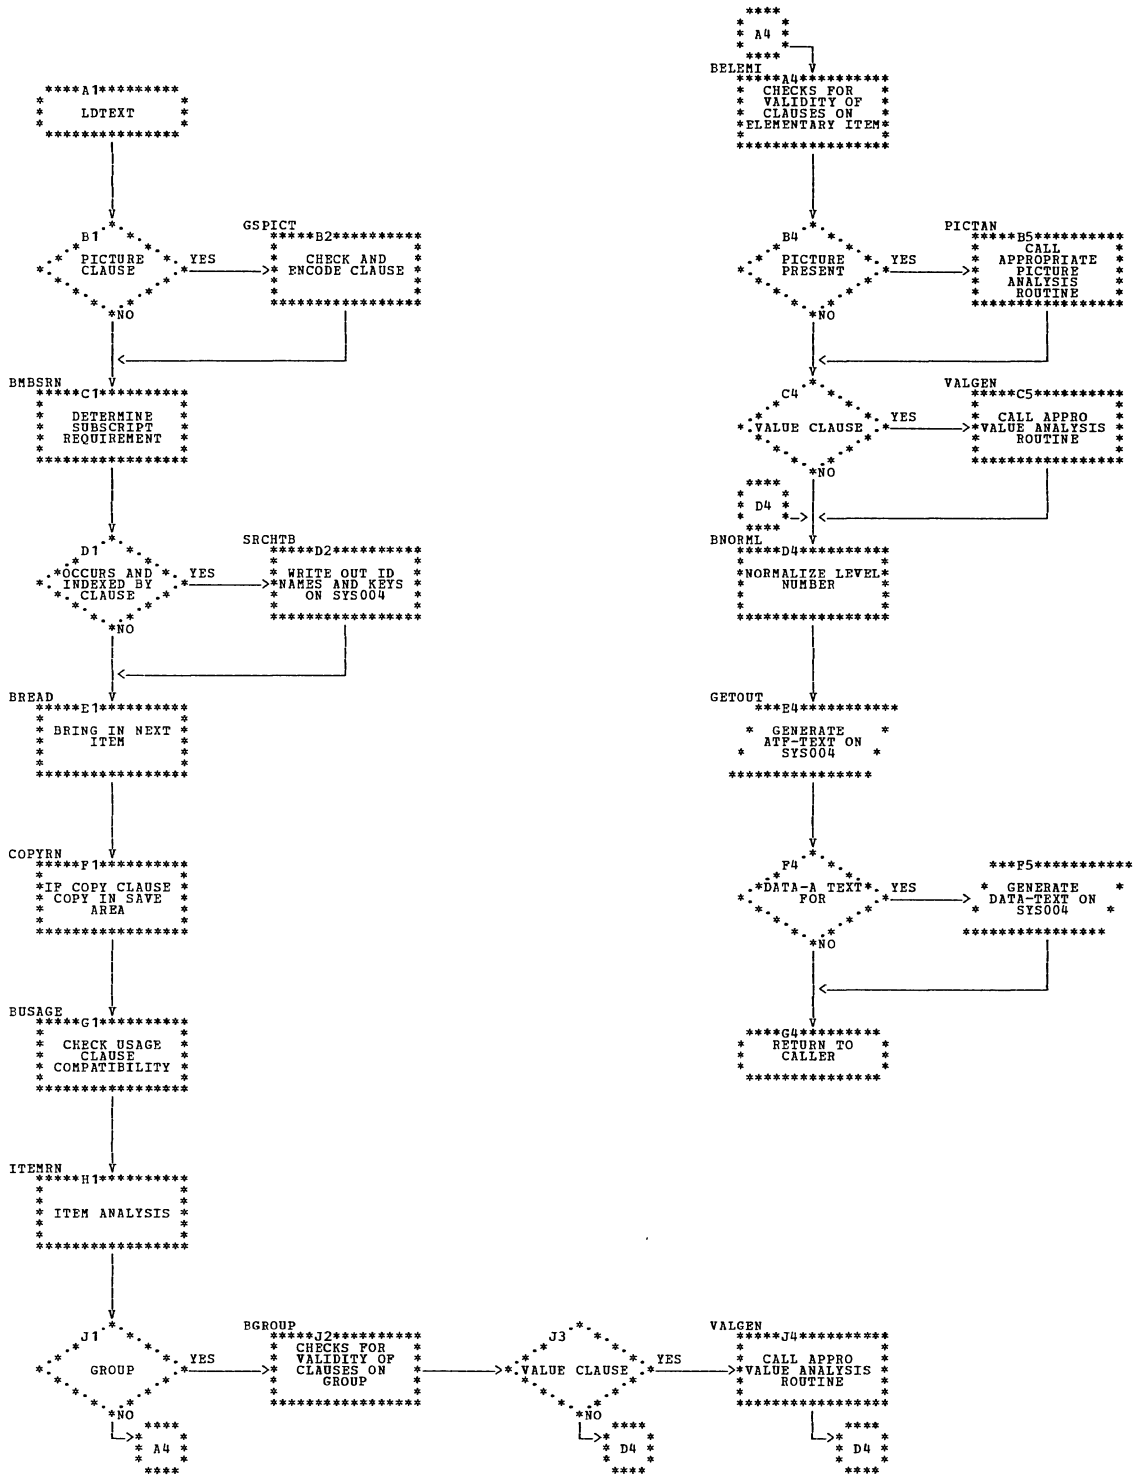 A1
LDTEXT
B1
PICTURE
CLAUSE
YES
NO
GSPICT
B2
CHECK AND
ENCODE CLAUSE
BMBSRN
C1
DETERMINE
SUBSCRIPT
REQUIREMENT
D1
OCCURS AND
INDEXED BY
CLAUSE
YES
NO
SRCHTB
D2
WRITE OUT ID
NAMES AND KEYS
ON SYS004
BREAD
E1
BRING IN NEXT
ITEM
COPYRN
F1
IF COPY CLAUSE
COPY IN SAVE
AREA
BUSAGE
G1
CHECK USAGE
CLAUSE
COMPATIBILITY
ITEMRN
H1
ITEM ANALYSIS
J1
GROUP
YES
NO
A4
BGROUP
J2
CHECKS FOR
VALIDITY OF
CLAUSES ON
GROUP
J3
VALUE CLAUSE
YES
NO
D4
VALGEN
J4
CALL APPRO
VALUE ANALYSIS
ROUTINE
D4
A4
BELEMI
A4
CHECKS FOR
VALIDITY OF
CLAUSES ON
ELEMENTARY ITEM
B4
PICTURE
PRESENT
YES
NO
PICTAN
B5
CALL
APPROPRIATE
PICTURE
ANALYSIS
ROUTINE
C4
VALUE CLAUSE
YES
NO
VALGEN
C5
CALL APPRO
VALUE ANALYSIS
ROUTINE
D4
BNORML
D4
NORMALIZE LEVEL
NUMBER
GETOUT
E4
GENERATE
ATF-TEXT ON
SYS004
F4
DATA-A TEXT
FOR
YES
NO
F5
GENERATE
DATA-TEXT ON
SYS004
G4
RETURN TO
CALLER